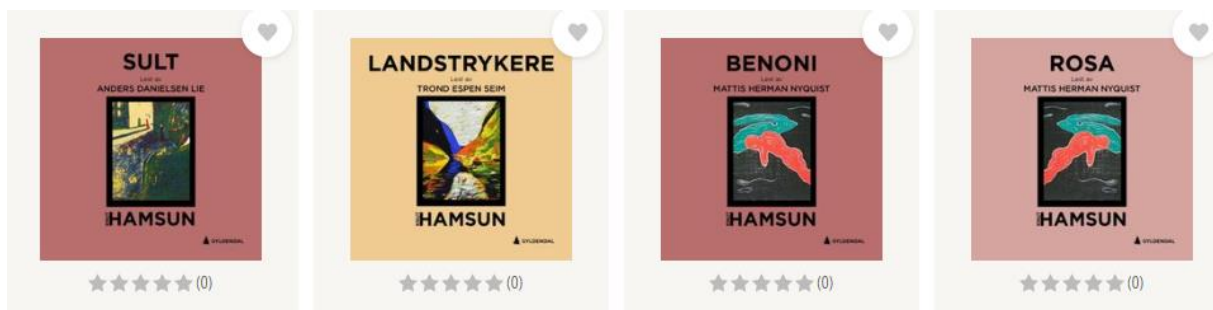 SULT
Lest av
ANDERS DANIELSEN LIE
HAMSUN
GYLDENDAL
(0)
LANDSTRYKERE
Lest av
TROND ESPEN SEIM
HAMSUN
GYLDENDAL
(0)
BENONI
Lest av
MATTIS HERMAN NYQUIST
HAMSUN
GYLDENDAL
(0)
ROSA
Lest av
MATTIS HERMAN NYQUIST
HAMSUN
GYLDENDAL
(0)